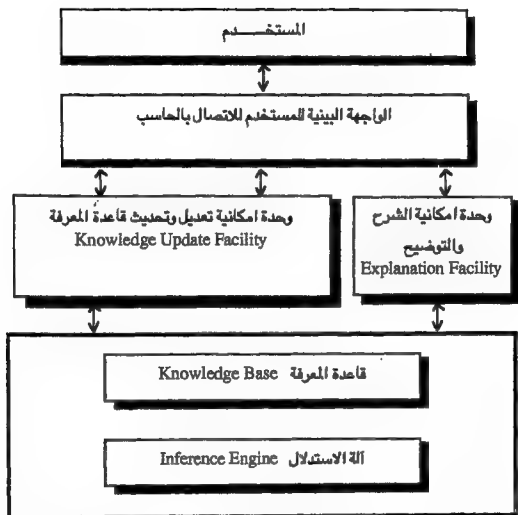 المستخدم
الواجهة البينية للمستخدم للاتصال بالحاسب
وحدة امكانية الشرح
والتوضيح
Explanation Facility
وحدة امكانية تعديل وتحديث قاعدة المعرفة
Knowledge Update Facility
قاعدة المعرفة Knowledge Base
آلة الاستدلال Inference Engine